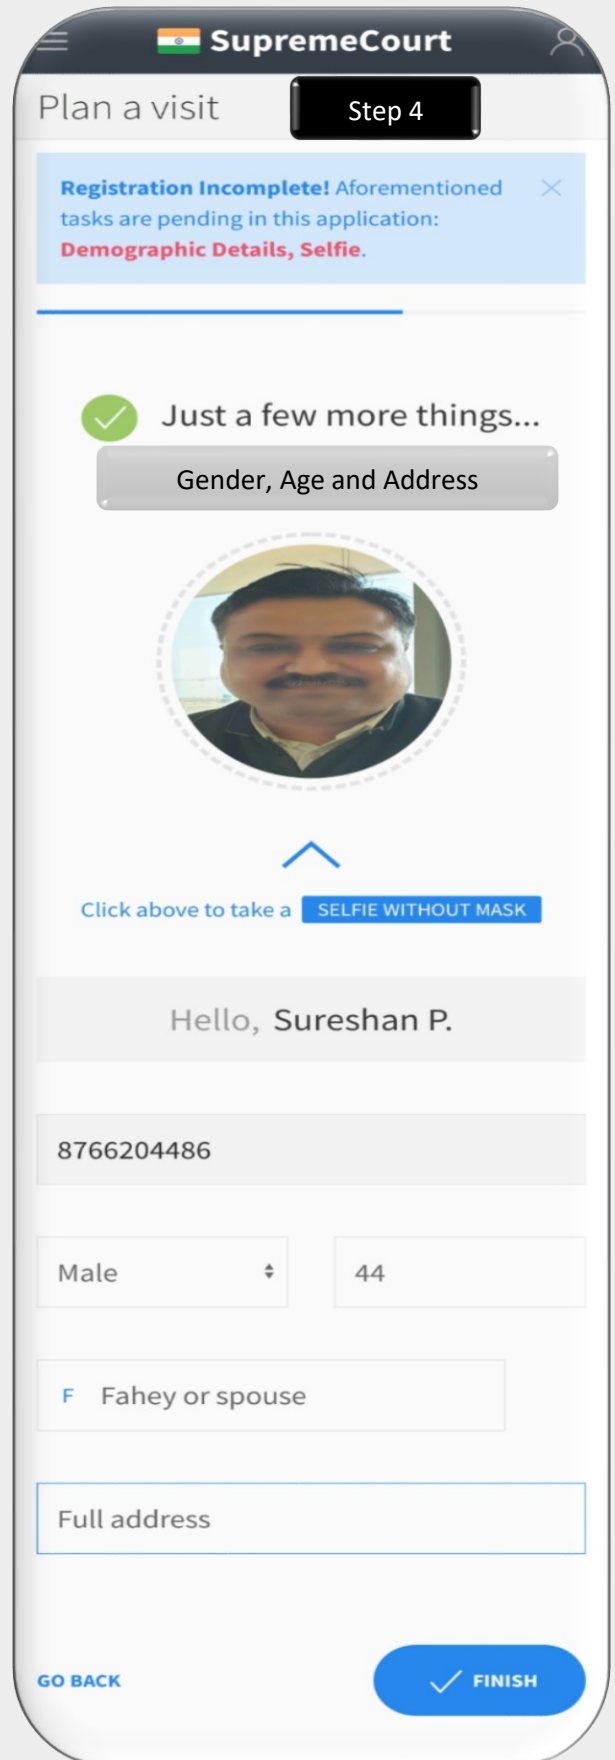 SupremeCourt
Plan a visit
Step 4
Registration Incomplete! Aforementioned
tasks are pending in this application:
Demographic Details, Selfie.
Just a few more things...
Gender, Age and Address
Click above to take a SELFIE WITHOUT MASK
Hello, Sureshan P.
8766204486
Male 44
F Fahey or spouse
Full address
GO BACK FINISH